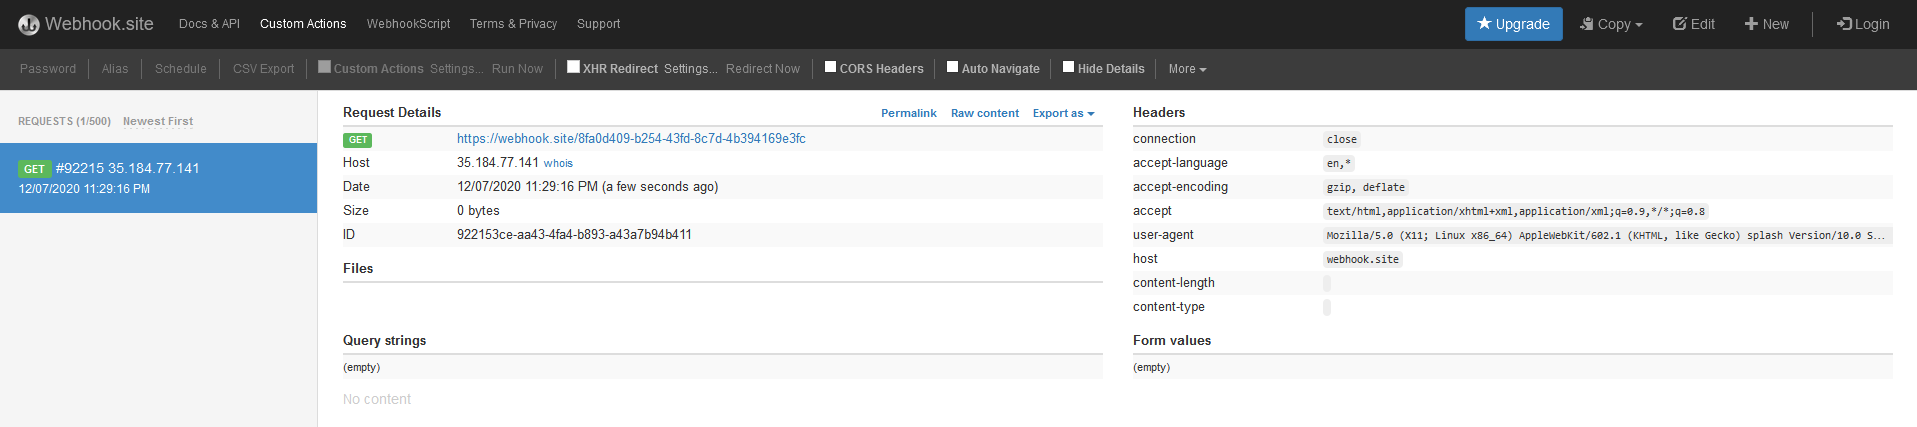 Webhook.site Docs & API Custom Actions WebhookScript Terms & Privacy Support Upgrade Copy Edit New Login
Password Alias Schedule CSV Export Custom Actions Settings... Run Now XHR Redirect Settings... Redirect Now CORS Headers Auto Navigate Hide Details More
REQUESTS (1/500) Newest First
GET #92215 35.184.77.141
12/07/2020 11:29:16 PM
Request Details Permalink Raw content Export as
GET https://webhook.site/8fa0d409-b254-43fd-8c7d-4b394169e3fc
Host 35.184.77.141 whois
Date 12/07/2020 11:29:16 PM (a few seconds ago)
Size 0 bytes
ID 922153ce-aa43-4fa4-b893-a43a7b94b411
Files
Query strings
(empty)
No content
Headers
connection close
accept-language en,*
accept-encoding gzip, deflate
accept text/html,application/xhtml+xml,application/xml;q=0.9,*/*;q=0.8
user-agent Mozilla/5.0 (X11; Linux x86_64) AppleWebKit/602.1 (KHTML, like Gecko) splash Version/10.0 S...
host webhook.site
content-length
content-type
Form values
(empty)